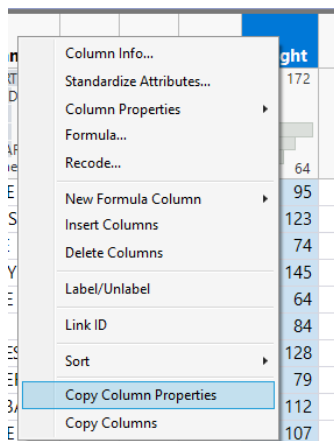 ght
Column Info...
172
Standardize Attributes...
Column Properties
Formula...
Recode...
64
New Formula Column
95
Insert Columns
123
Delete Columns
74
Label/Unlabel
145
64
Link ID
84
Sort
128
79
Copy Column Properties
112
Copy Columns
107